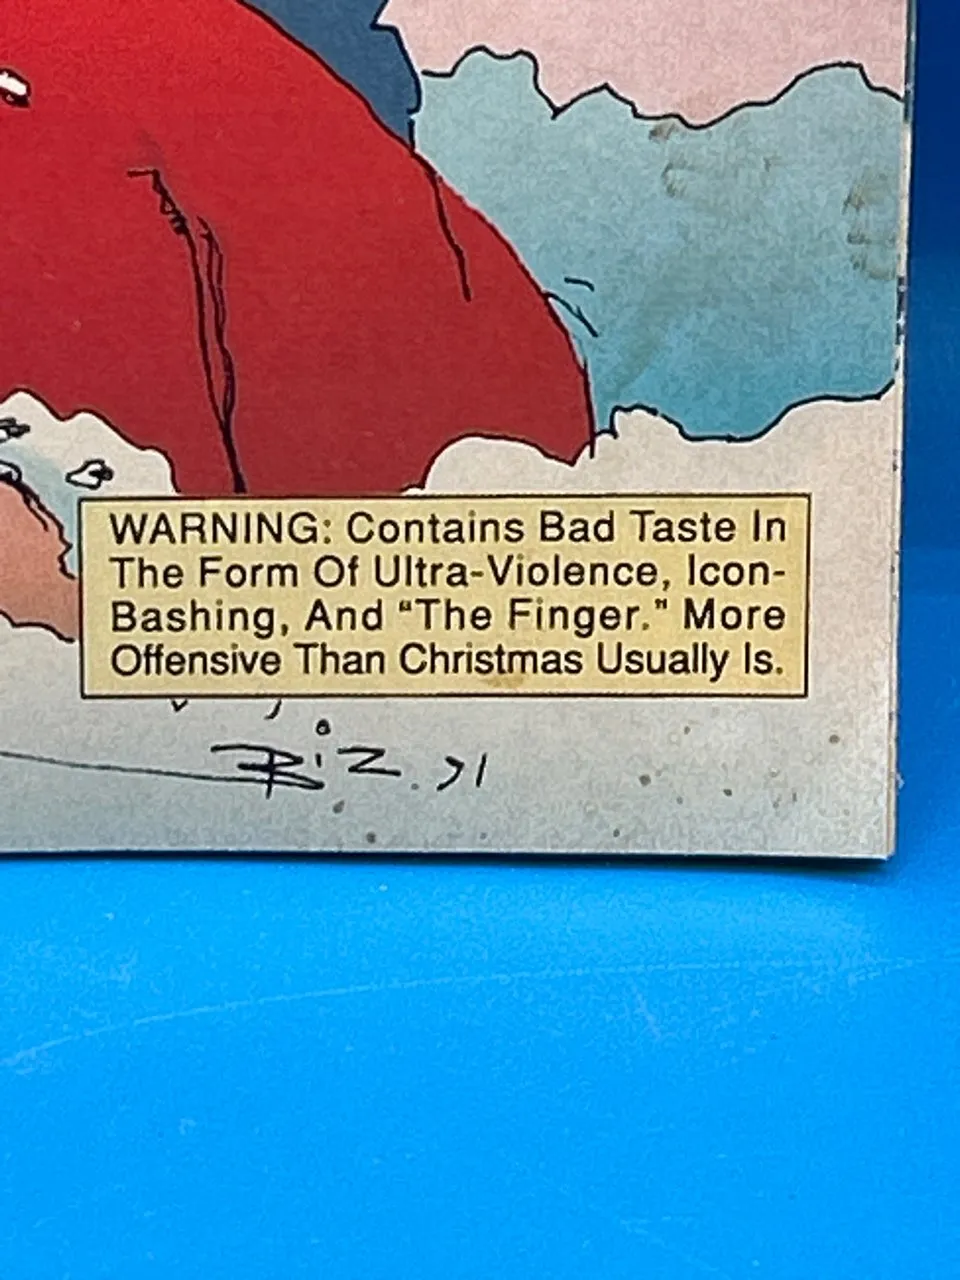 WARNING: Contains Bad Taste In
The Form Of Ultra-Violence, Icon-
Bashing, And “The Finger.” More
Offensive Than Christmas Usually Is.
BiZ. 91